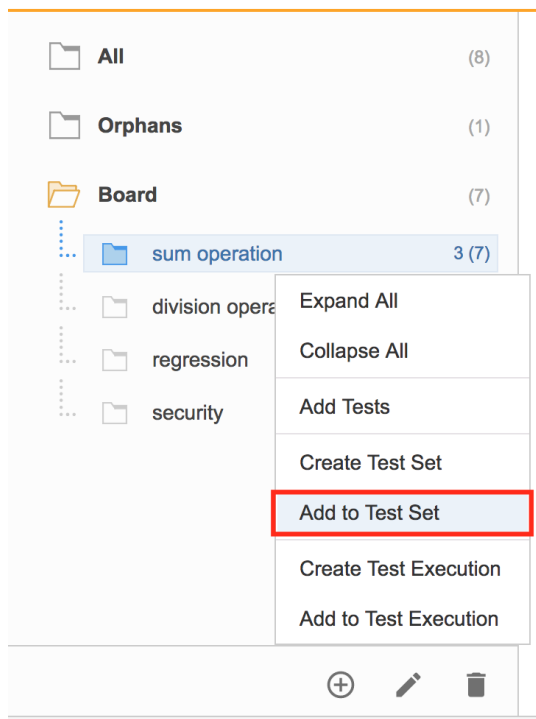 All (8)
Orphans (1)
Board (7)
sum operation 3 (7)
division opera
regression
security
Expand All
Collapse All
Add Tests
Create Test Set
Add to Test Set
Create Test Execution
Add to Test Execution